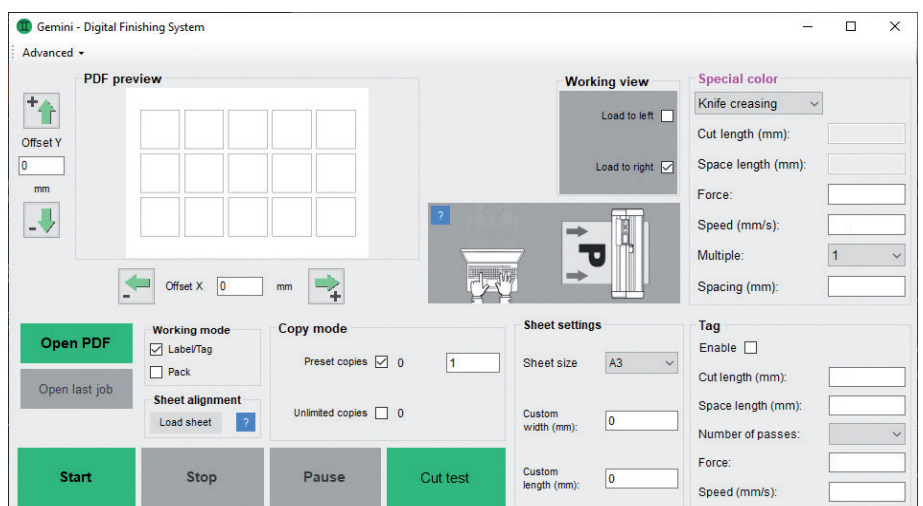 Gemini - Digital Finishing System
Advanced
PDF preview
Offset Y
0
mm
Offset X
0
mm
Working view
Load to left
Load to right
?
P
Special color
Knife creasing
Cut length (mm):
Space length (mm):
Force:
Speed (mm/s):
Multiple:
1
Spacing (mm):
Open PDF
Open last job
Working mode
Label/Tag
Pack
Sheet alignment
Load sheet
?
Copy mode
Preset copies
0
1
Unlimited copies
0
Sheet settings
Sheet size
A3
Custom
width (mm):
0
Custom
length (mm):
0
Tag
Enable
Cut length (mm):
Space length (mm):
Number of passes:
Force:
Speed (mm/s):
Start
Stop
Pause
Cut test